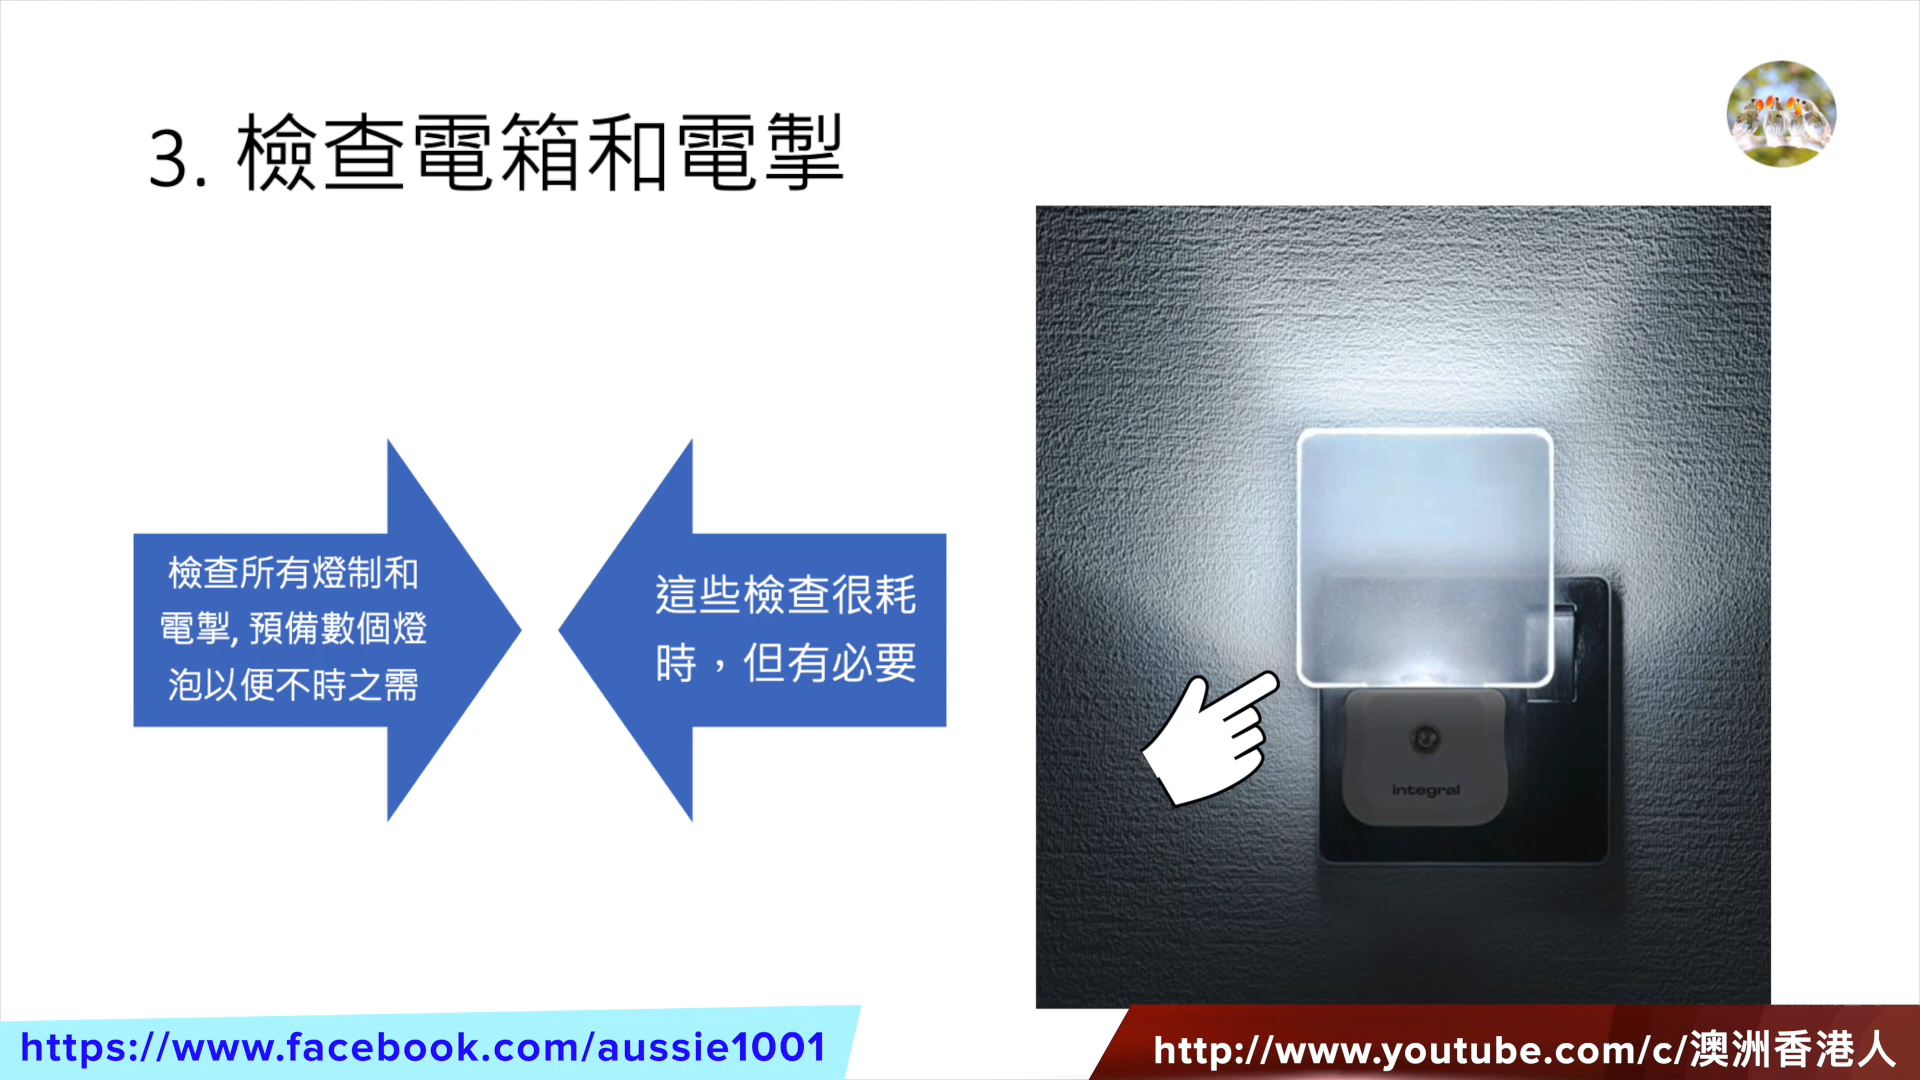 3. 檢查電箱和電掣
檢查所有燈制和
電掣, 預備數個燈
泡以便不時之需
這些檢查很耗
時，但有必要
integral
https://www.facebook.com/aussie1001
http://www.youtube.com/c/澳洲香港人